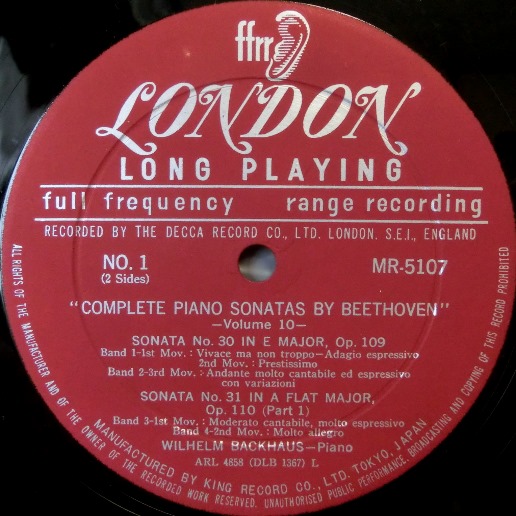 ffrr
LONDON
LONG PLAYING
full frequency range recording
RECORDED BY THE DECCA RECORD CO., LTD. LONDON. S.E.I., ENGLAND
NO. 1 MR-5107
(2 Sides)
"COMPLETE PIANO SONATAS BY BEETHOVEN"
—Volume 10—
SONATA No. 30 IN E MAJOR, Op. 109
Band 1-1st Mov. : Vivace ma non troppo—Adagio espressivo
2nd Mov. : Prestissimo
Band 2-3rd Mov. : Andante molto cantabile ed espressivo
con variazioni
SONATA No. 31 IN A FLAT MAJOR,
Op. 110 (Part 1)
Band 3-1st Mov. : Moderato cantabile, molto espressivo
Band 4-2nd Mov. : Molto allegro
WILHELM BACKHAUS—Piano
ARL 4858 (DLB 1367) L
MANUFACTURED BY KING RECORD CO., LTD. TOKYO, JAPAN
ALL RIGHTS OF THE MANUFACTURER AND OF THE OWNER OF THE RECORDED WORK RESERVED. UNAUTHORISED PUBLIC PERFORMANCE, BROADCASTING AND COPYING OF THIS RECORD PROHIBITED